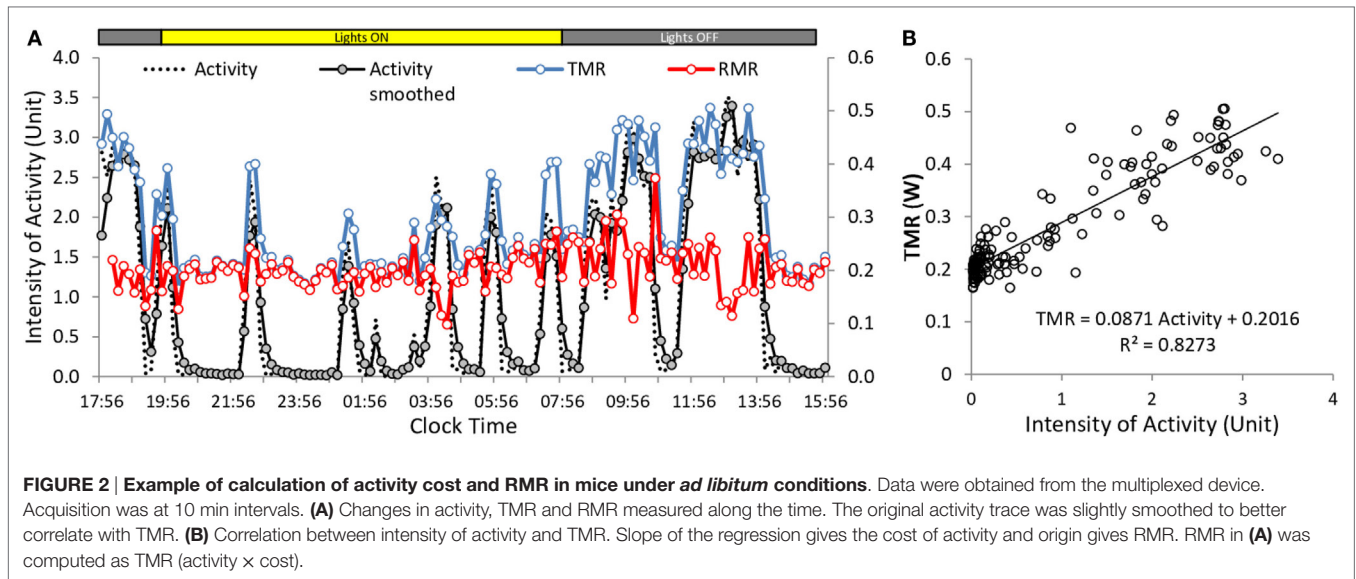 A
Lights ON
Lights OFF
4.0
3.5
3.0
2.5
2.0
1.5
1.0
0.5
0.0
Intensity of Activity (Unit)
Activity
Activity smoothed
TMR
RMR
0.6
0.5
0.4
0.3
0.2
0.1
0.0
17:56 19:56 21:56 23:56 01:56 03:56 05:56 07:56 09:56 11:56 13:56 15:56
Clock Time
B
TMR (W)
0.6
0.5
0.4
0.3
0.2
0.1
0
TMR = 0.0871 Activity + 0.2016
R² = 0.8273
0 1 2 3 4
Intensity of Activity (Unit)
FIGURE 2 | Example of calculation of activity cost and RMR in mice under ad libitum conditions. Data were obtained from the multiplexed device.
Acquisition was at 10 min intervals. (A) Changes in activity, TMR and RMR measured along the time. The original activity trace was slightly smoothed to better
correlate with TMR. (B) Correlation between intensity of activity and TMR. Slope of the regression gives the cost of activity and origin gives RMR. RMR in (A) was
computed as TMR (activity × cost).